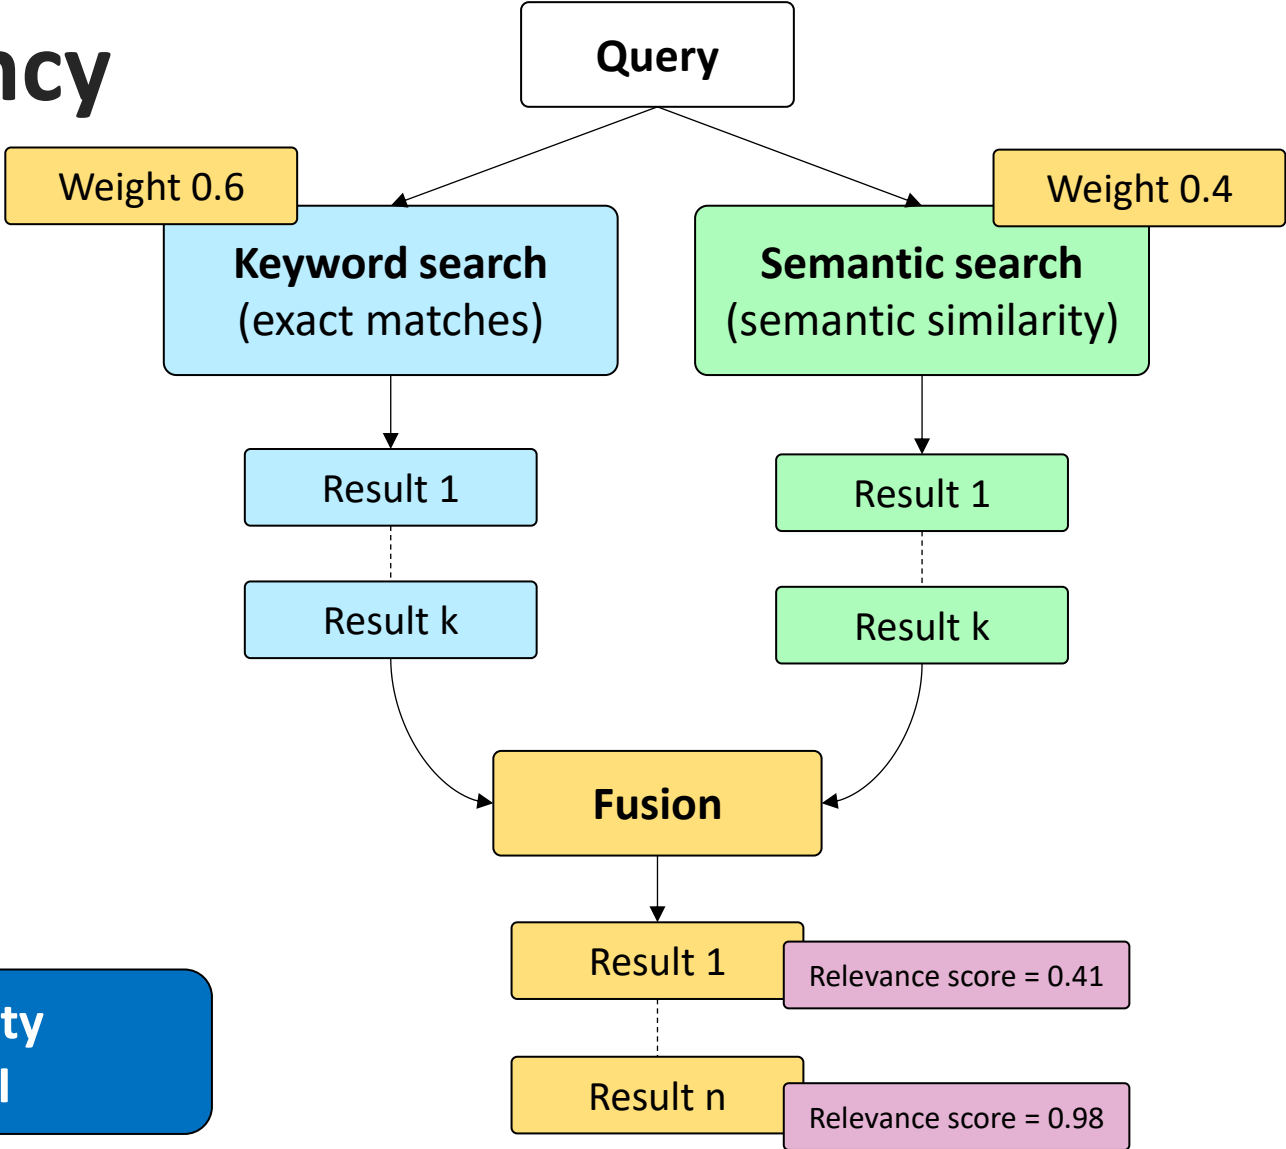 ncy
Query
Weight 0.6
Weight 0.4
Keyword search
(exact matches)
Semantic search
(semantic similarity)
Result 1
Result 1
Result k
Result k
Fusion
Result 1
Relevance score = 0.41
ty
l
Result n
Relevance score = 0.98